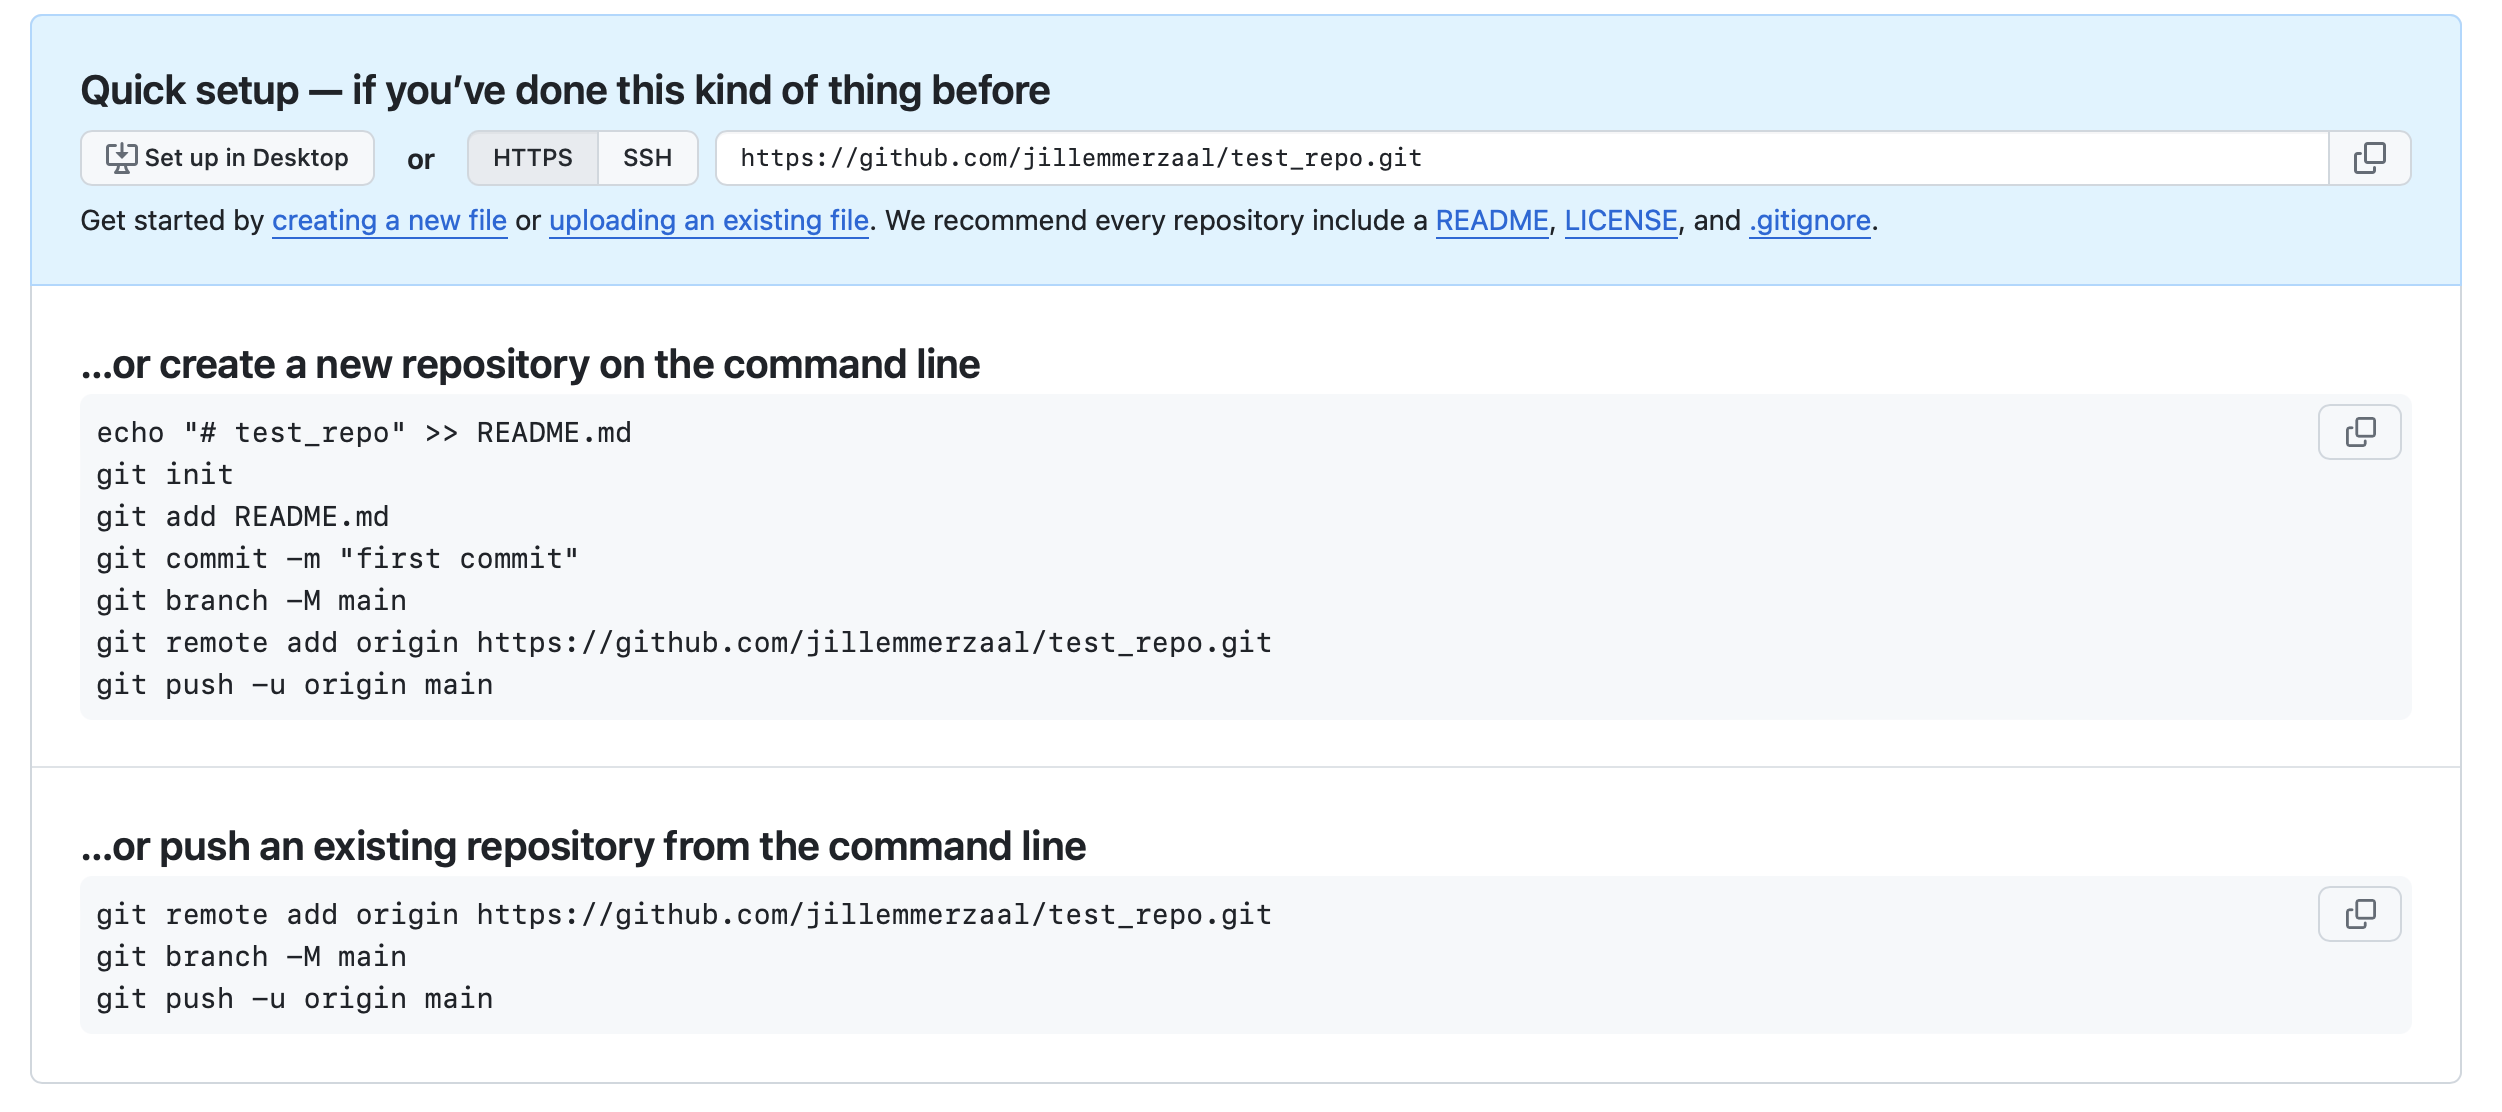 Quick setup — if you’ve done this kind of thing before
Set up in Desktop or HTTPS SSH https://github.com/jillemmerzaal/test_repo.git
Get started by creating a new file or uploading an existing file. We recommend every repository include a README, LICENSE, and .gitignore.
…or create a new repository on the command line
echo "# test_repo" >> README.md
git init
git add README.md
git commit -m "first commit"
git branch -M main
git remote add origin https://github.com/jillemmerzaal/test_repo.git
git push -u origin main
…or push an existing repository from the command line
git remote add origin https://github.com/jillemmerzaal/test_repo.git
git branch -M main
git push -u origin main